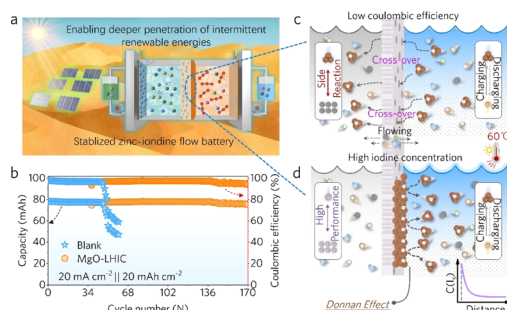 a
Enabling deeper penetration of intermittent
renewable energies
Stablized zinc-iondine flow battery
b
Capacity (mAh)
100
80
60
40
20
0
Blank
MgO-LHIC
20 mA cm⁻² || 20 mAh cm⁻²
0 34 68 102 136 170
Cycle number (N)
100
80
60
40
20
0
Coulombic efficiency (%)
c
Low coulombic efficiency
Side
Reaction
Cross-over
Cross-over
Charging
Discharging
Flowing
60℃
High iodine concentration
d
High
Performance
Charging
Discharging
Donnan Effect
Distance